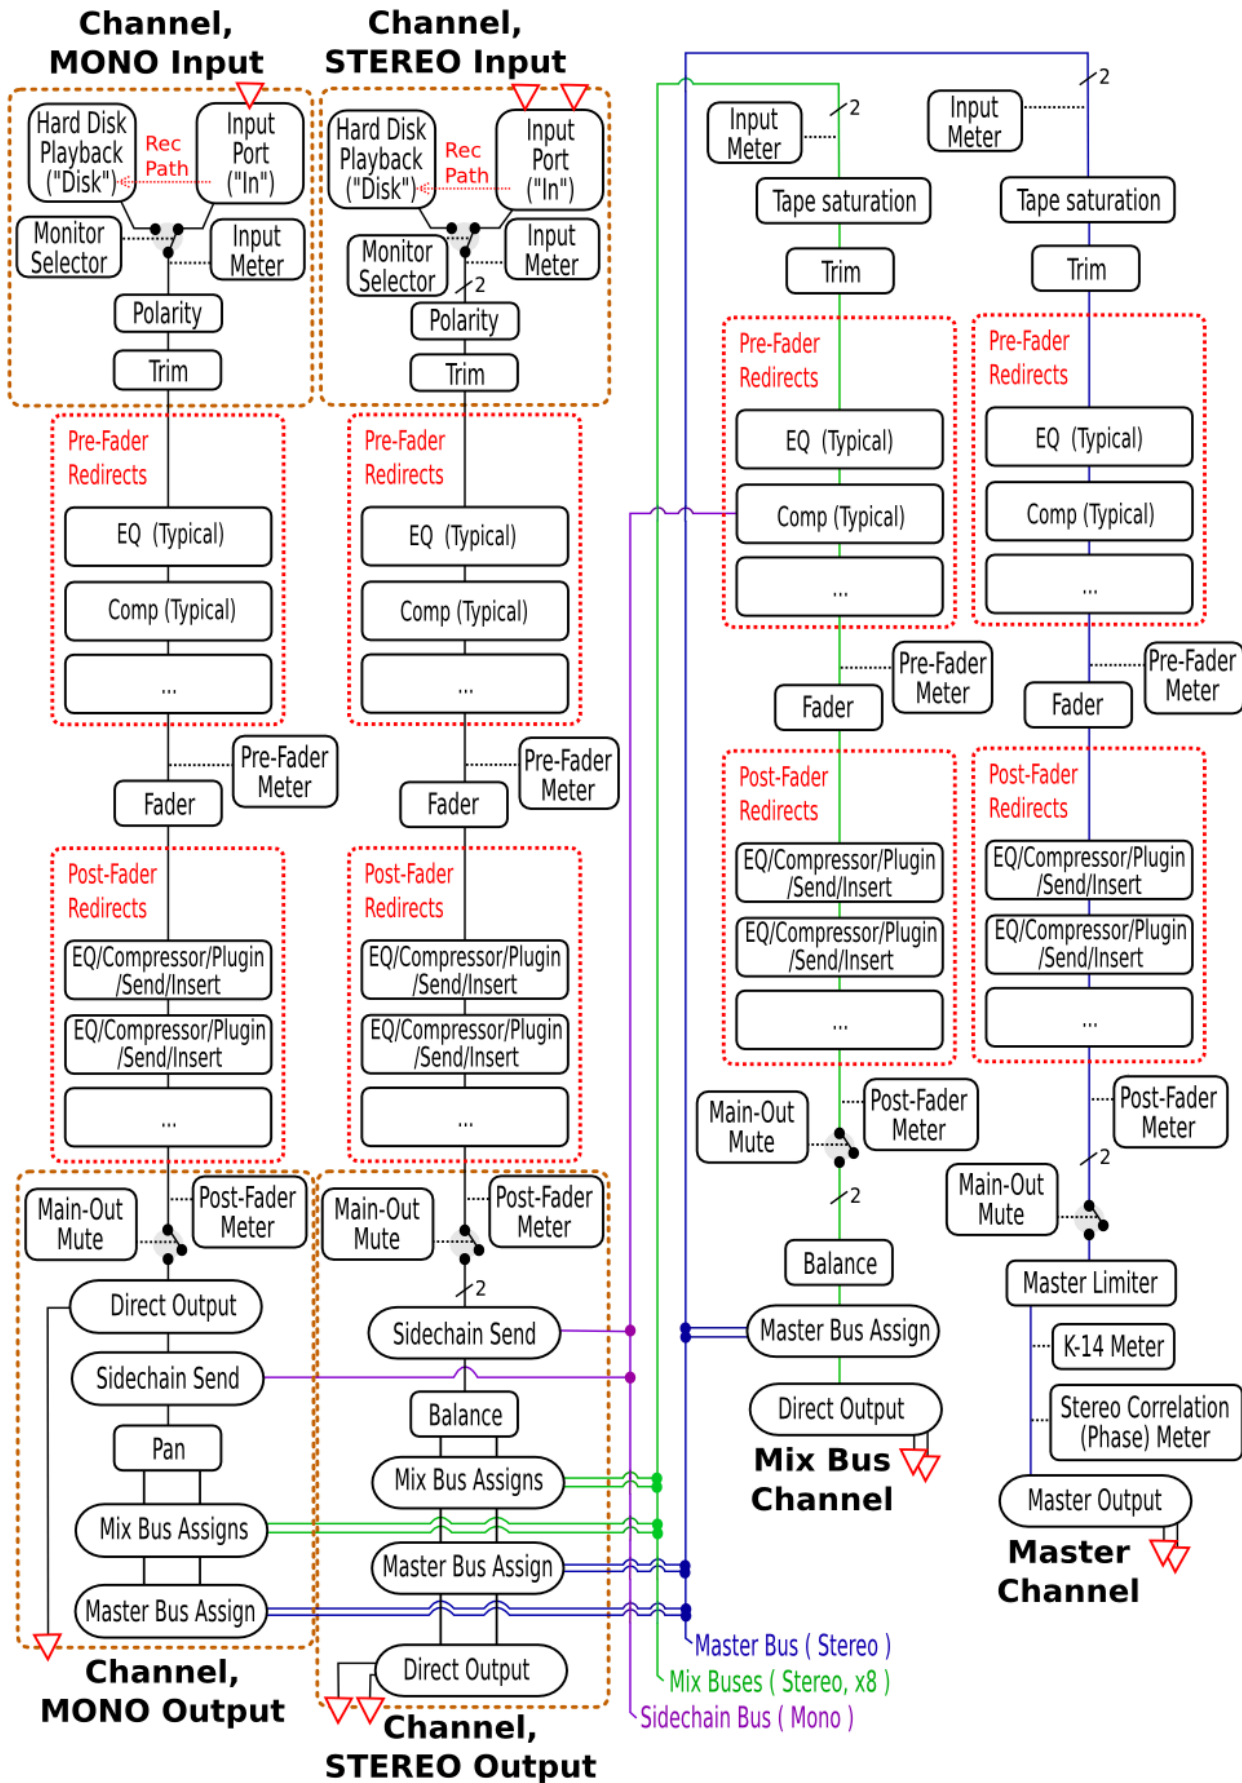 Channel,
MONO Input
Hard Disk
Playback
("Disk")
Rec
Path
Input
Port
("In")
Monitor
Selector
Input
Meter
Polarity
Trim
Pre-Fader
Redirects
EQ (Typical)
Comp (Typical)
...
Pre-Fader
Meter
Fader
Post-Fader
Redirects
EQ/Compressor/Plugin
/Send/Insert
EQ/Compressor/Plugin
/Send/Insert
...
Main-Out
Mute
Post-Fader
Meter
Direct Output
Sidechain Send
Pan
Mix Bus Assigns
Master Bus Assign
Channel,
MONO Output
Channel,
STEREO Input
Hard Disk
Playback
("Disk")
Rec
Path
Input
Port
("In")
Monitor
Selector
Input
Meter
2
Polarity
Trim
Pre-Fader
Redirects
EQ (Typical)
Comp (Typical)
...
Pre-Fader
Meter
Fader
Post-Fader
Redirects
EQ/Compressor/Plugin
/Send/Insert
EQ/Compressor/Plugin
/Send/Insert
...
Main-Out
Mute
Post-Fader
Meter
2
Sidechain Send
Balance
Mix Bus Assigns
Master Bus Assign
Direct Output
Channel,
STEREO Output
2
Input
Meter
Tape saturation
Trim
Pre-Fader
Redirects
EQ (Typical)
Comp (Typical)
...
Pre-Fader
Meter
Fader
Post-Fader
Redirects
EQ/Compressor/Plugin
/Send/Insert
EQ/Compressor/Plugin
/Send/Insert
...
Main-Out
Mute
Post-Fader
Meter
2
Balance
Master Bus Assign
Direct Output
Mix Bus
Channel
2
Input
Meter
Tape saturation
Trim
Pre-Fader
Redirects
EQ (Typical)
Comp (Typical)
...
Pre-Fader
Meter
Fader
Post-Fader
Redirects
EQ/Compressor/Plugin
/Send/Insert
EQ/Compressor/Plugin
/Send/Insert
...
Post-Fader
Meter
2
Main-Out
Mute
Master Limiter
K-14 Meter
Stereo Correlation
(Phase) Meter
Master Output
Master
Channel
Master Bus ( Stereo )
Mix Buses ( Stereo, x8 )
Sidechain Bus ( Mono )